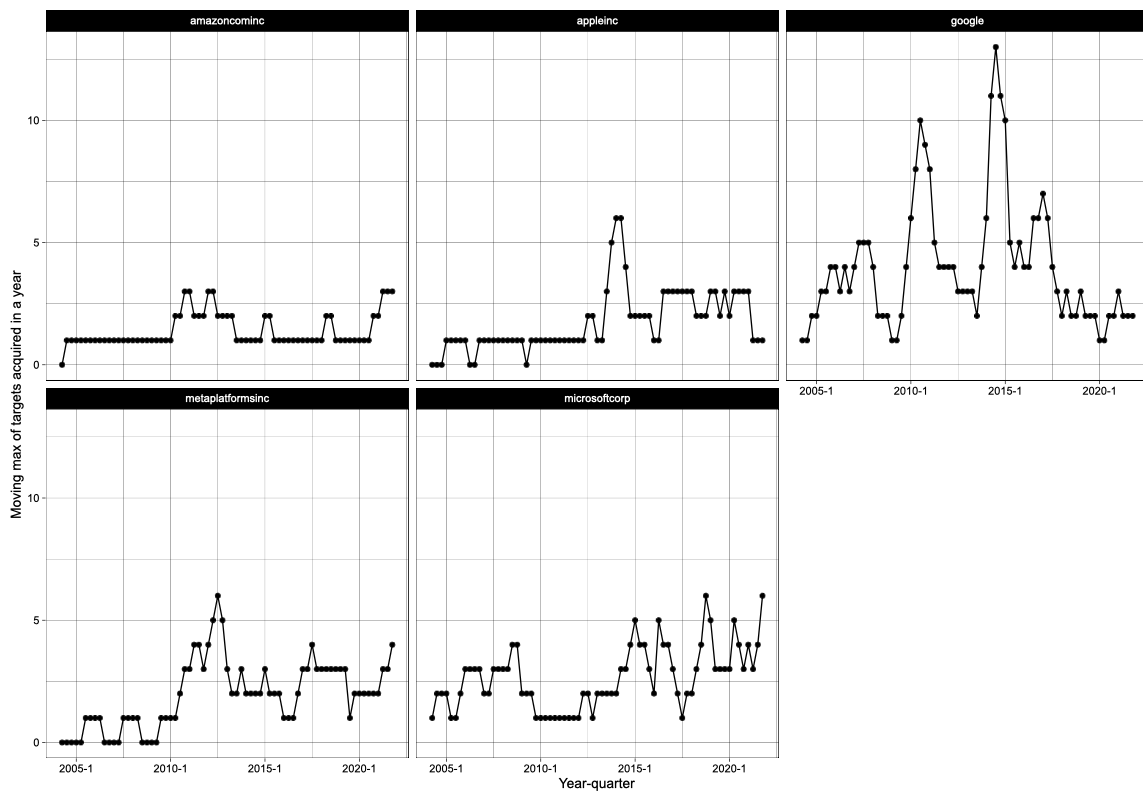 amazoncominc
appleinc
google
10
5
0
2005-1 2010-1 2015-1 2020-1
metaplatformsinc
microsoftcorp
10
5
0
2005-1 2010-1 2015-1 2020-1
2005-1 2010-1 2015-1 2020-1
Moving max of targets acquired in a year
Year-quarter